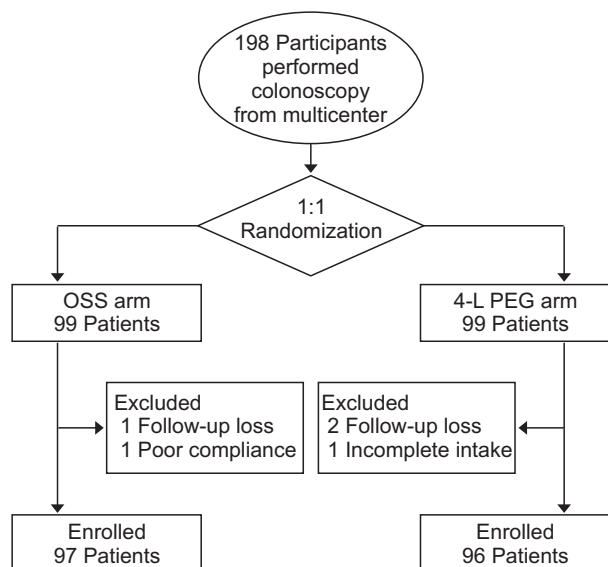 198 Participants
performed
colonoscopy
from multicenter
1:1
Randomization
OSS arm
99 Patients
4-L PEG arm
99 Patients
Excluded
1 Follow-up loss
1 Poor compliance
Excluded
2 Follow-up loss
1 Incomplete intake
Enrolled
97 Patients
Enrolled
96 Patients